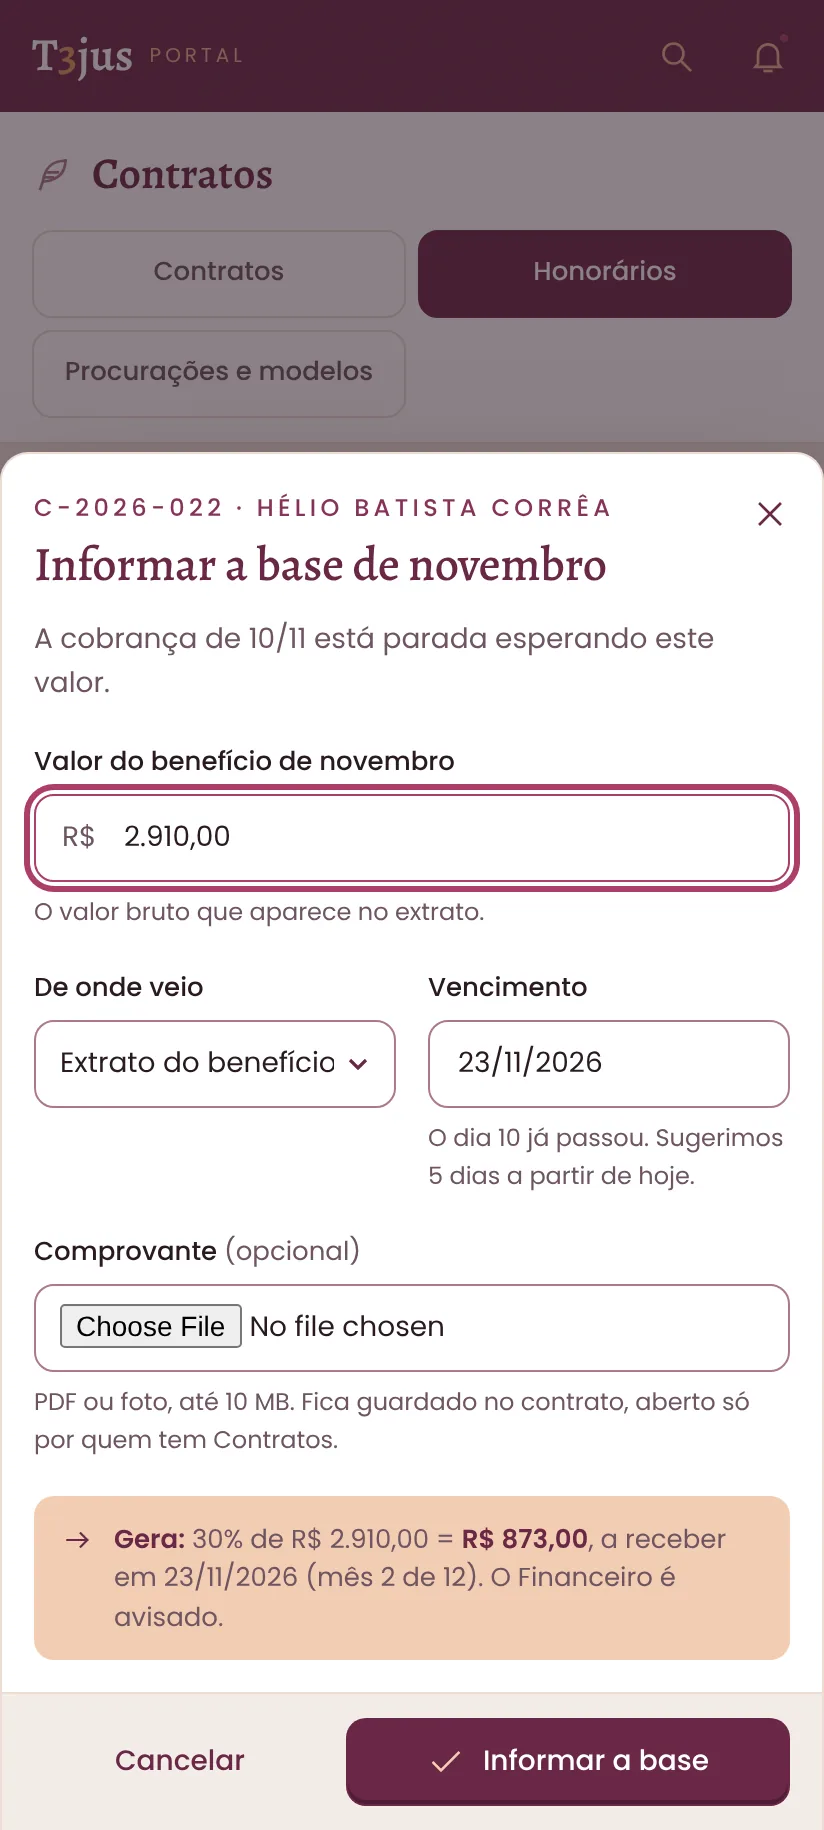 T3jus PORTAL
Contratos
Contratos
Honorários
Procurações e modelos
C-2026-022 · HÉLIO BATISTA CORRÊA
Informar a base de novembro
A cobrança de 10/11 está parada esperando este
valor.
Valor do benefício de novembro
R$ 2.910,00
O valor bruto que aparece no extrato.
De onde veio
Extrato do benefício
Vencimento
23/11/2026
O dia 10 já passou. Sugerimos
5 dias a partir de hoje.
Comprovante (opcional)
Choose File No file chosen
PDF ou foto, até 10 MB. Fica guardado no contrato, aberto só
por quem tem Contratos.
→ Gera: 30% de R$ 2.910,00 = R$ 873,00, a receber
em 23/11/2026 (mês 2 de 12). O Financeiro é
avisado.
Cancelar
Informar a base